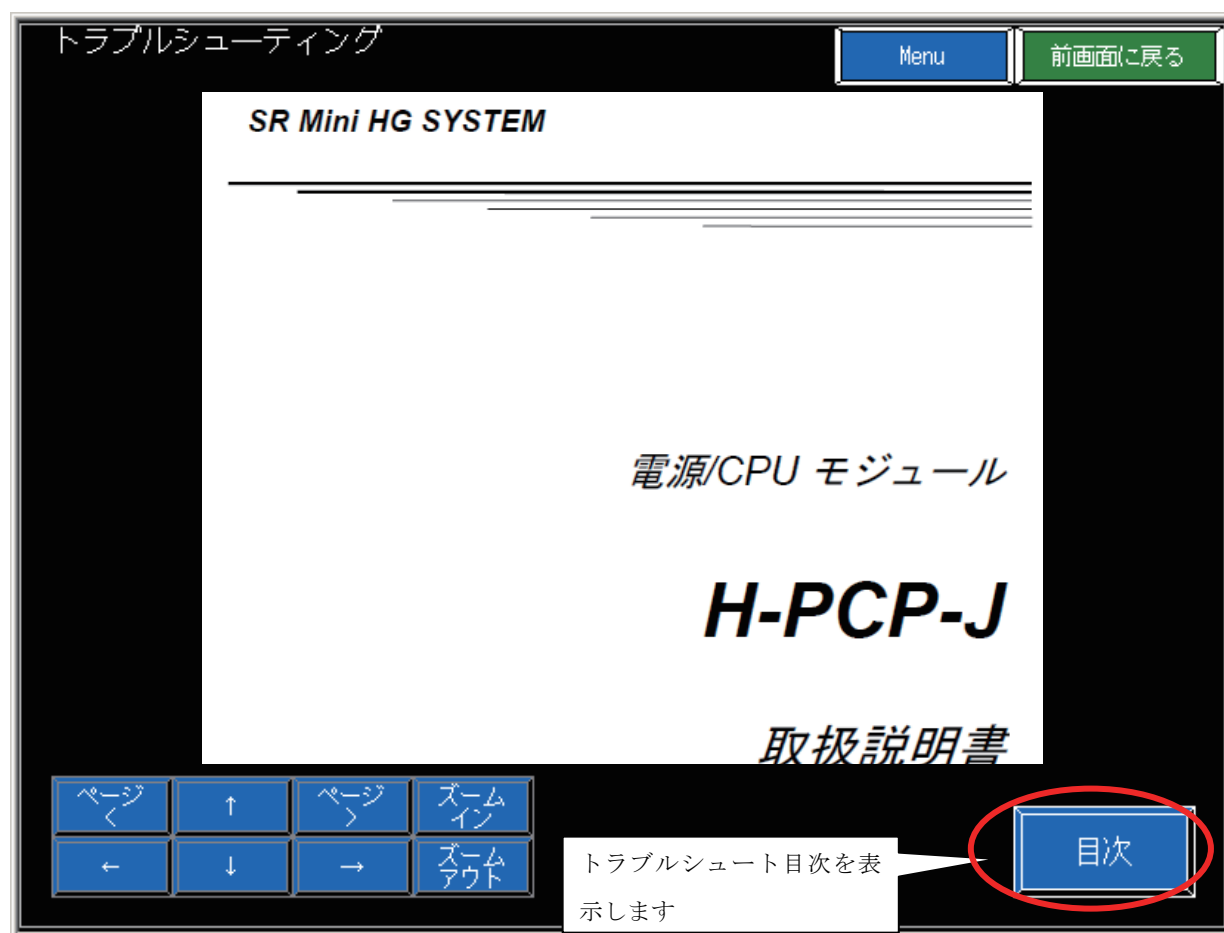 トラブルシューティング
Menu
前画面に戻る
SR Mini HG SYSTEM
電源/CPU モジュール
H-PCP-J
取扱説明書
ページ
<
↑
ページ
>
ズーム
イン
←
↓
→
ズーム
アウト
トラブルシュート目次を表
示します
目次